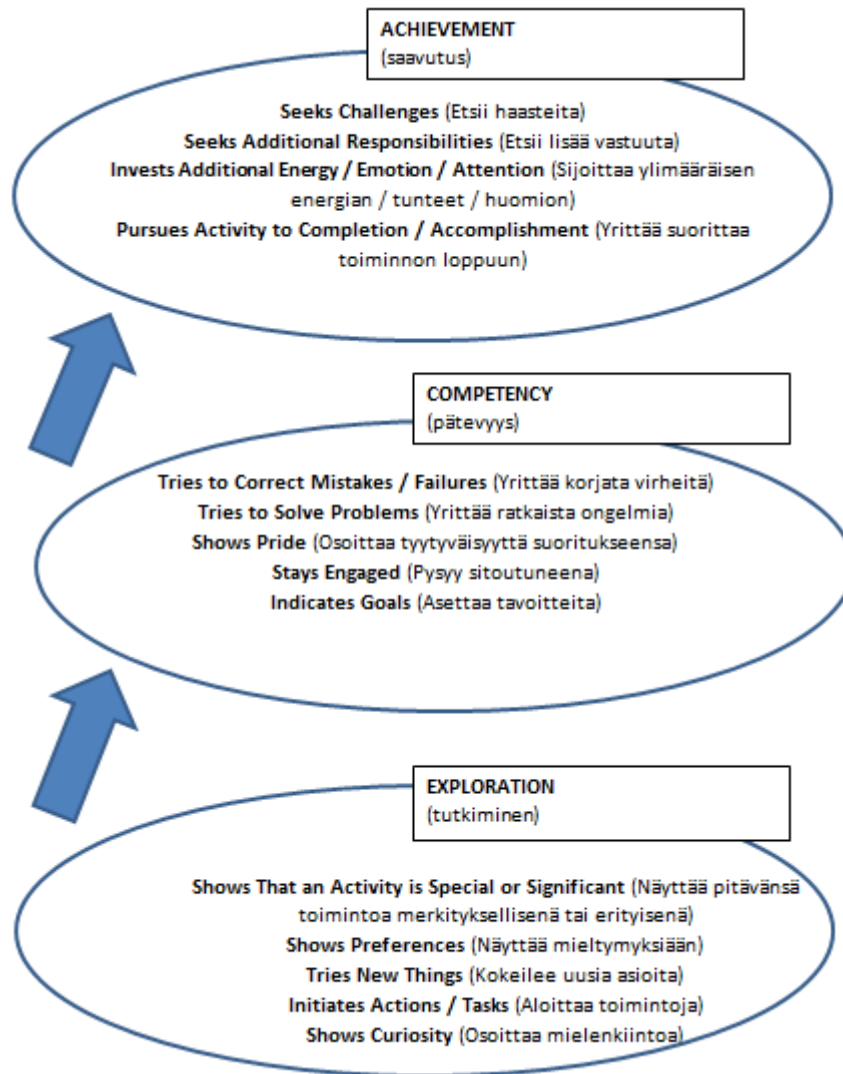 ACHIEVEMENT
(saavutus)
Seeks Challenges (Etsii haasteita)
Seeks Additional Responsibilities (Etsii lisää vastuuta)
Invests Additional Energy / Emotion / Attention (Sijoittaa ylimääräisen
energian / tunteet / huomion)
Pursues Activity to Completion / Accomplishment (Yrittää suorittaa
toiminnon loppuun)
COMPETENCY
(pätevyys)
Tries to Correct Mistakes / Failures (Yrittää korjata virheitä)
Tries to Solve Problems (Yrittää ratkaista ongelmia)
Shows Pride (Osoittaa tyytyväisyyttä suoritukseensa)
Stays Engaged (Pysyy sitoutuneena)
Indicates Goals (Asettaa tavoitteita)
EXPLORATION
(tutkiminen)
Shows That an Activity is Special or Significant (Näyttää pitävänsä
toimintoa merkityksellisenä tai erityisenä)
Shows Preferences (Näyttää mieltymyksiään)
Tries New Things (Kokeilee uusia asioita)
Initiates Actions / Tasks (Aloittaa toimintoja)
Shows Curiosity (Osoittaa mielenkiintoa)